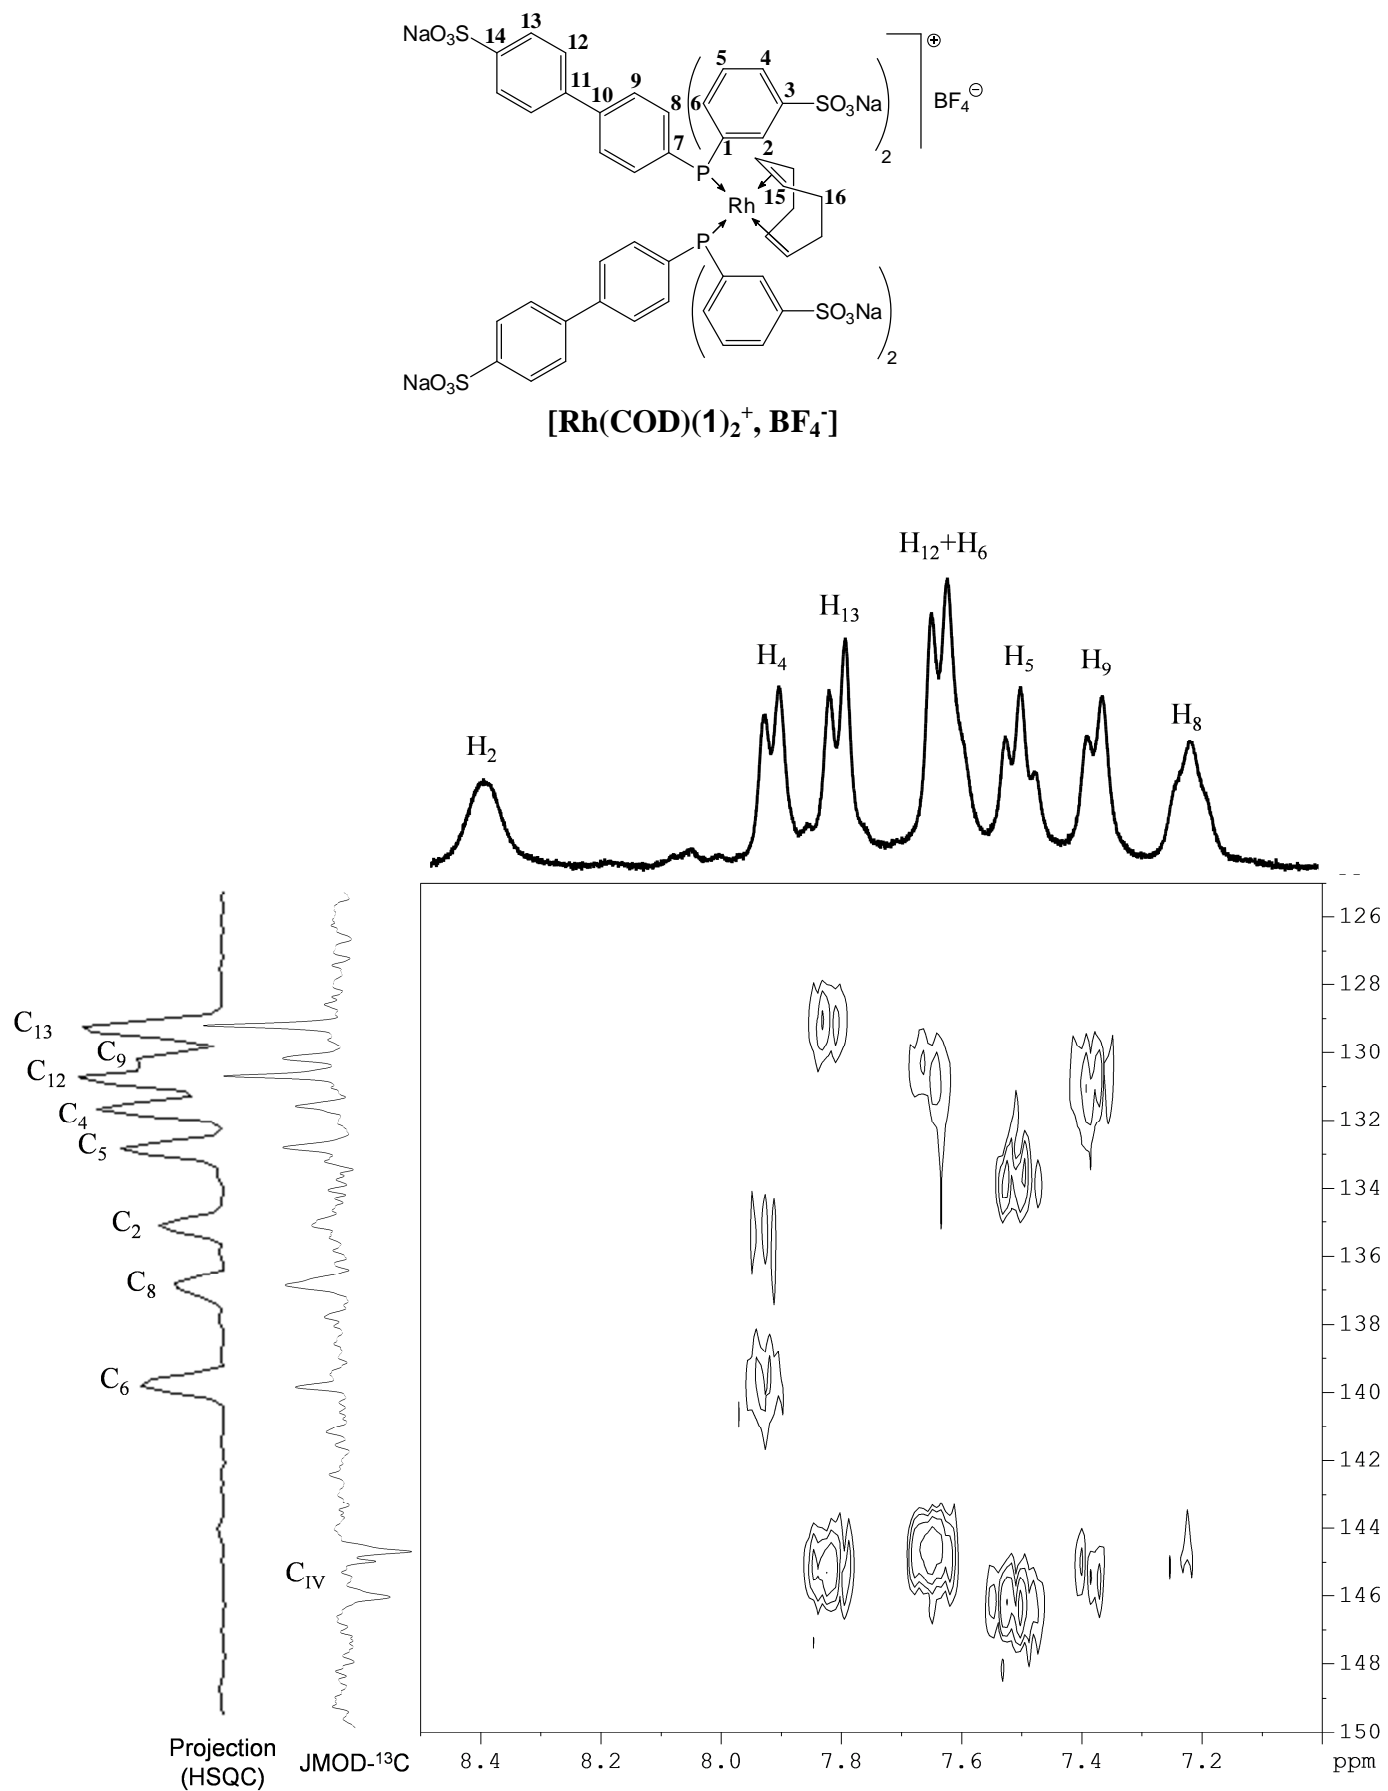 13
NaO₃S 14 12
5 4
11 9
10 8 6 3 SO₃Na ⊕
BF₄⊖
7 1 2 2
P
15 16
Rh
P
SO₃Na
2
NaO₃S
[Rh(COD)(1)₂⁺, BF₄⁻]
H₁₂+H₆
H₁₃
H₄ H₅ H₉
H₈
H₂
126
128
C₁₃
130
C₉
C₁₂
132
C₄
C₅
134
C₂
136
C₈
138
C₆
140
142
144
C_IV
146
148
150
Projection
(HSQC)
JMOD-¹³C
8.4 8.2 8.0 7.8 7.6 7.4 7.2 ppm